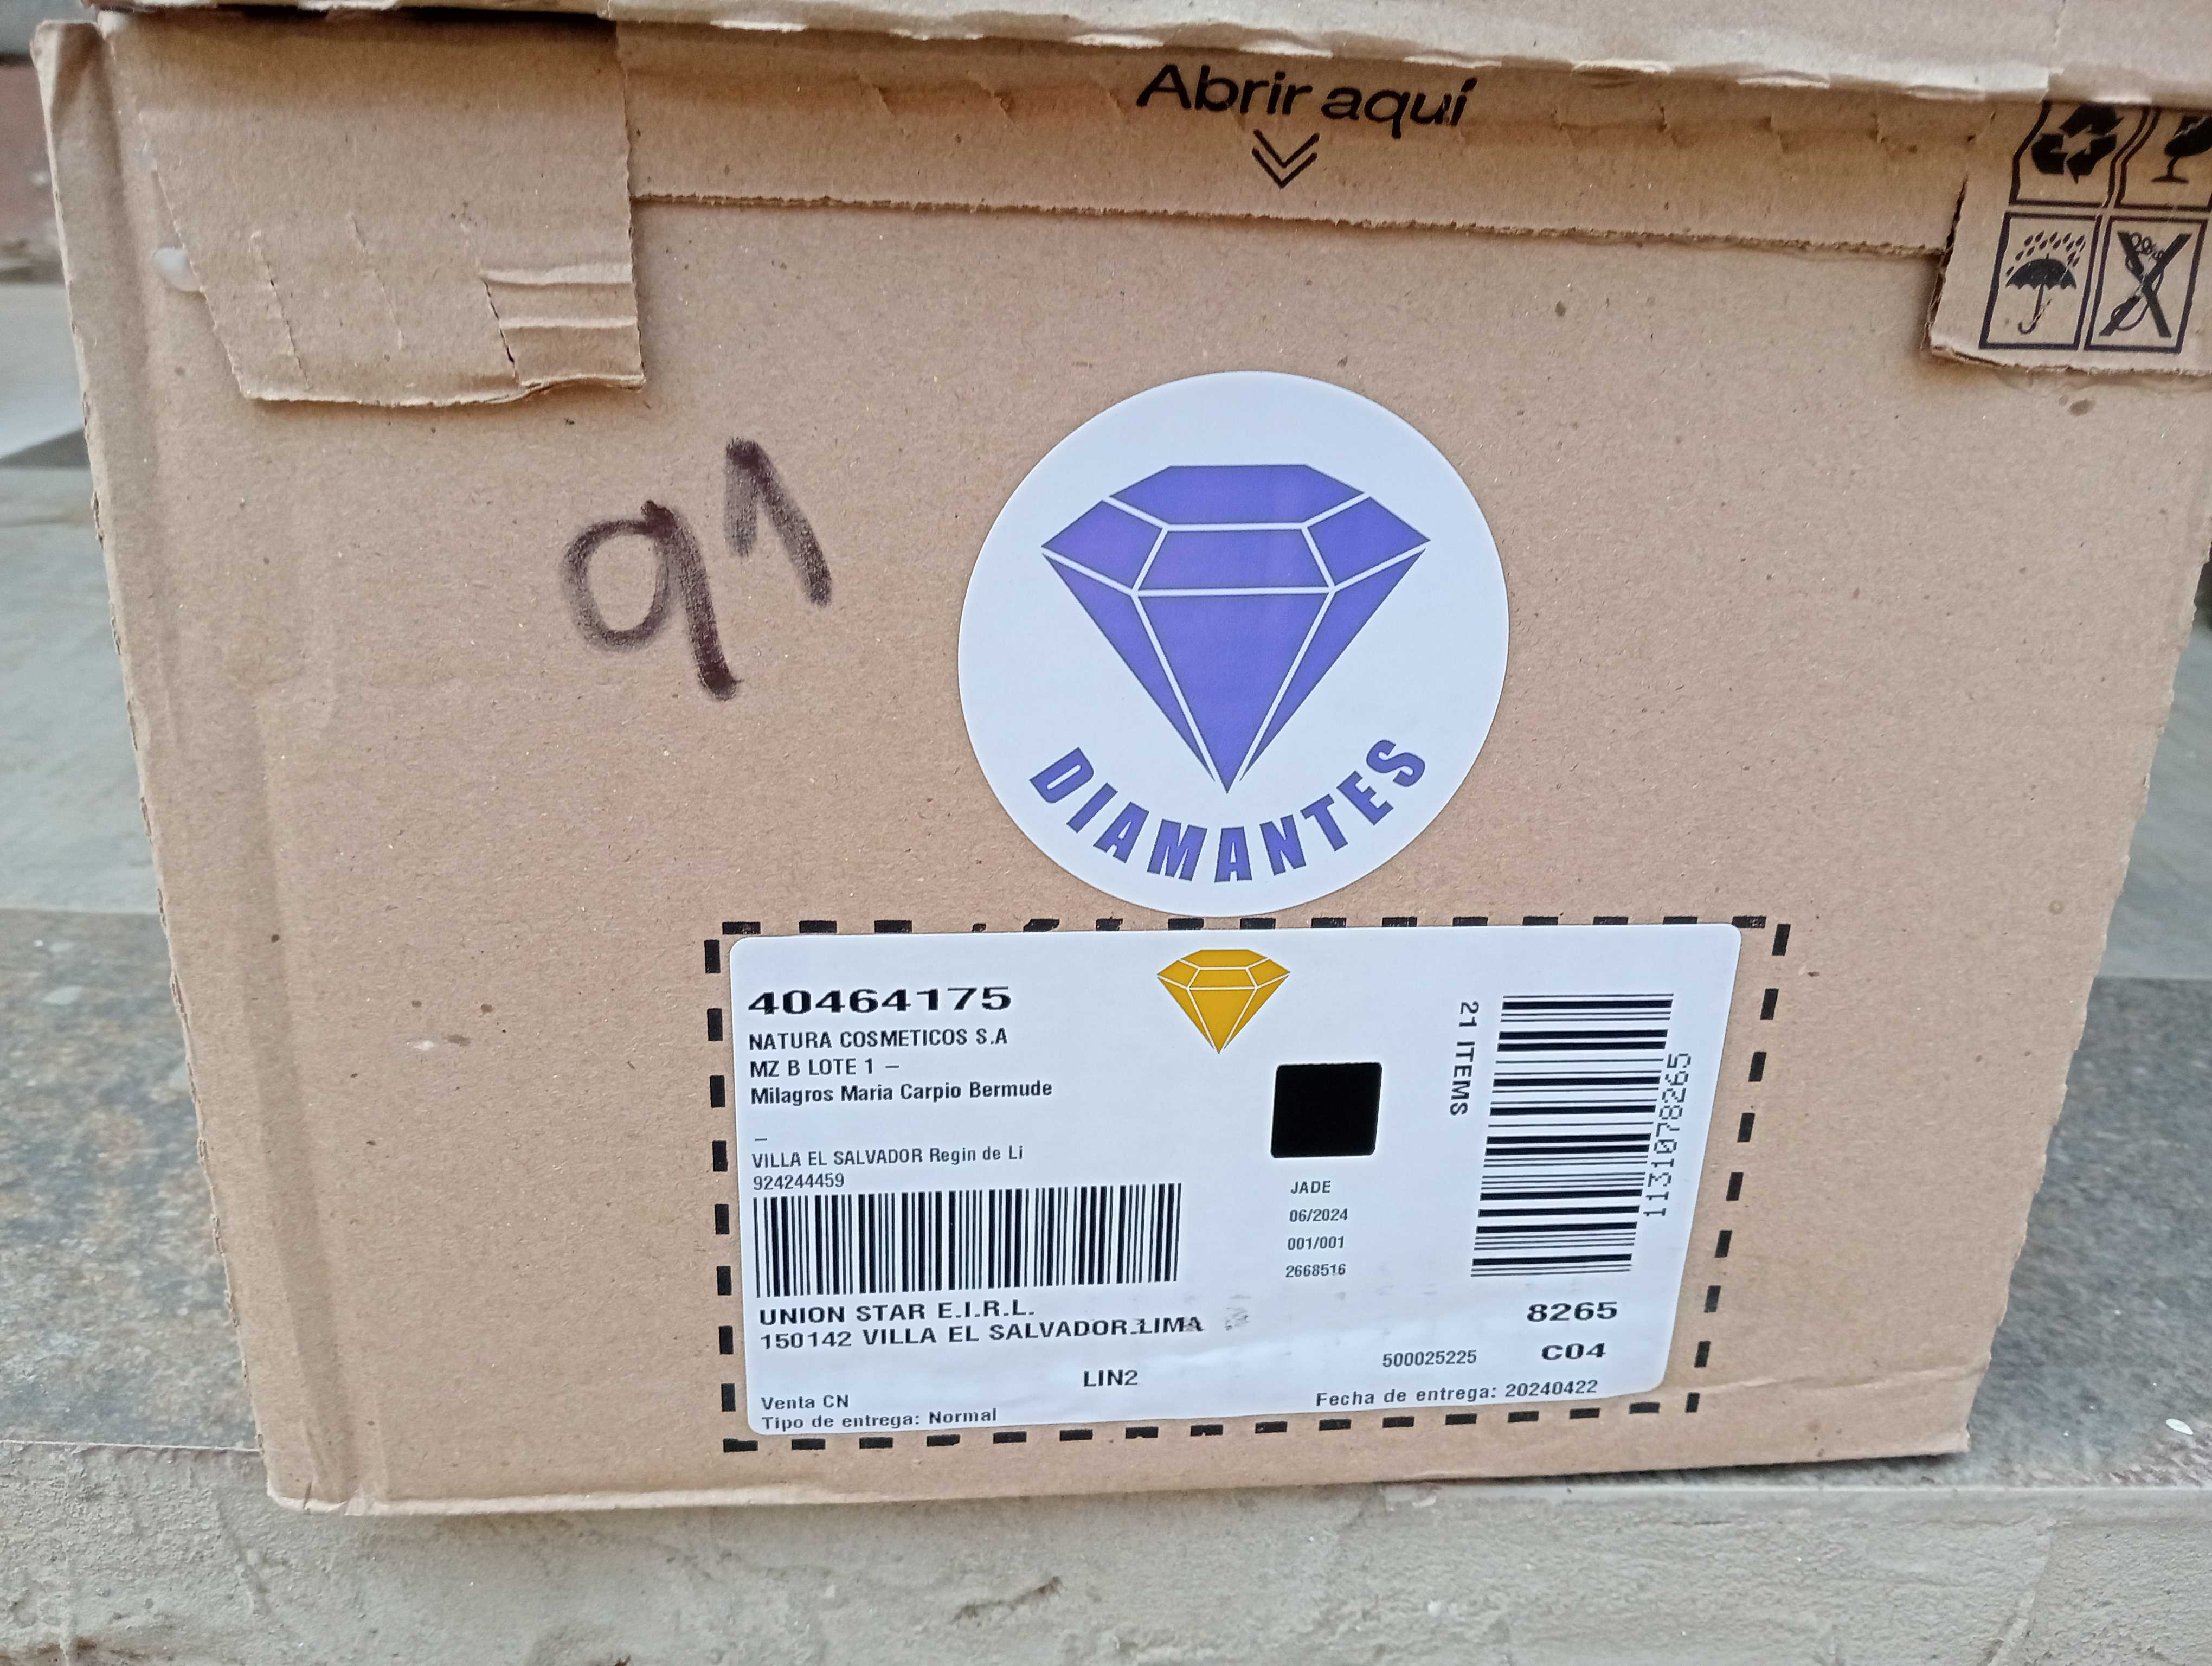 Abrir aquí
91
DIAMANTES
40464175
NATURA COSMETICOS S.A
MZ B LOTE 1 –
Milagros Maria Carpio Bermude
–
VILLA EL SALVADOR Regin de Li
924244459
UNION STAR E.I.R.L.
150142 VILLA EL SALVADOR.LIMA
LIN2
Venta CN
Tipo de entrega: Normal
JADE
06/2024
001/001
2668516
21 ITEMS
1131078265
8265
500025225 C04
Fecha de entrega: 20240422